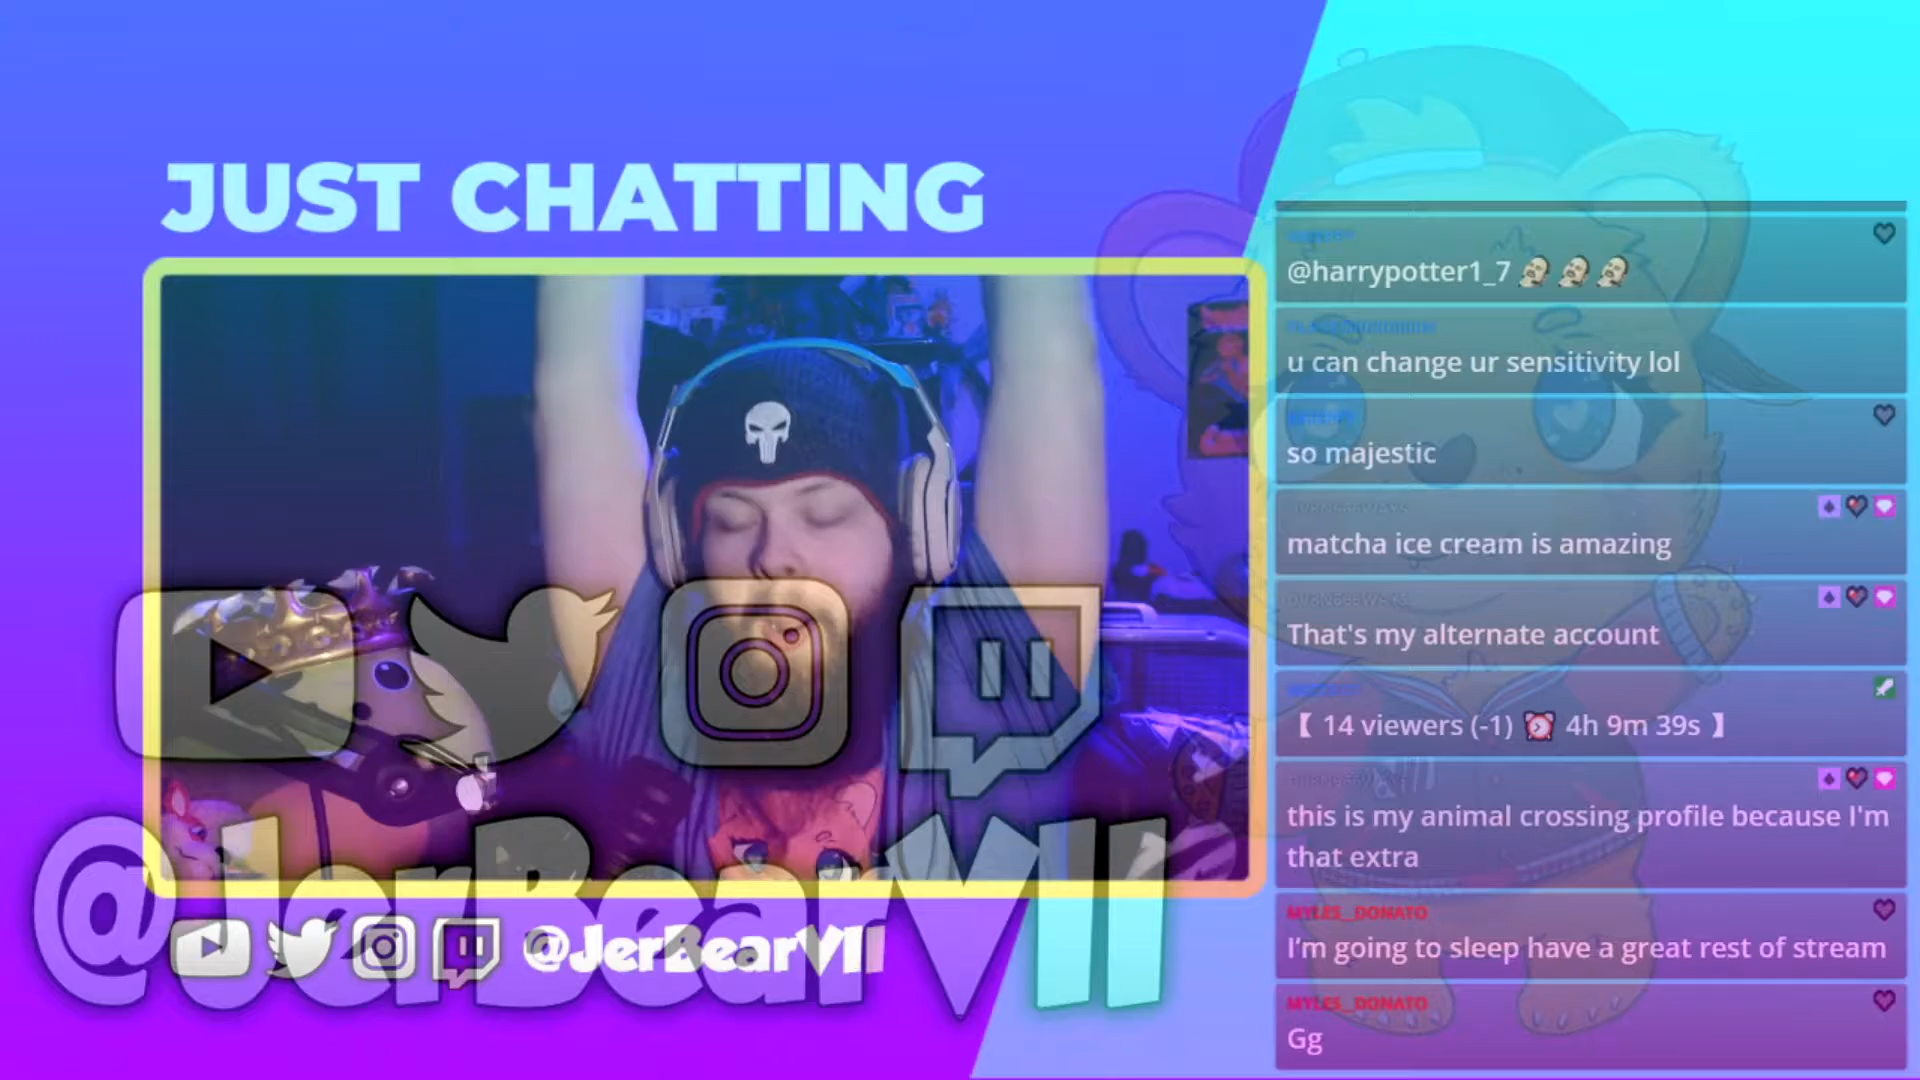 JUST CHATTING
@JerBearVII
@JerBearVII
@harrypotter1_7
u can change ur sensitivity lol
so majestic
matcha ice cream is amazing
That's my alternate account
【 14 viewers (-1) 4h 9m 39s 】
this is my animal crossing profile because I'm
that extra
MYLES_DONATO
I'm going to sleep have a great rest of stream
MYLES_DONATO
Gg